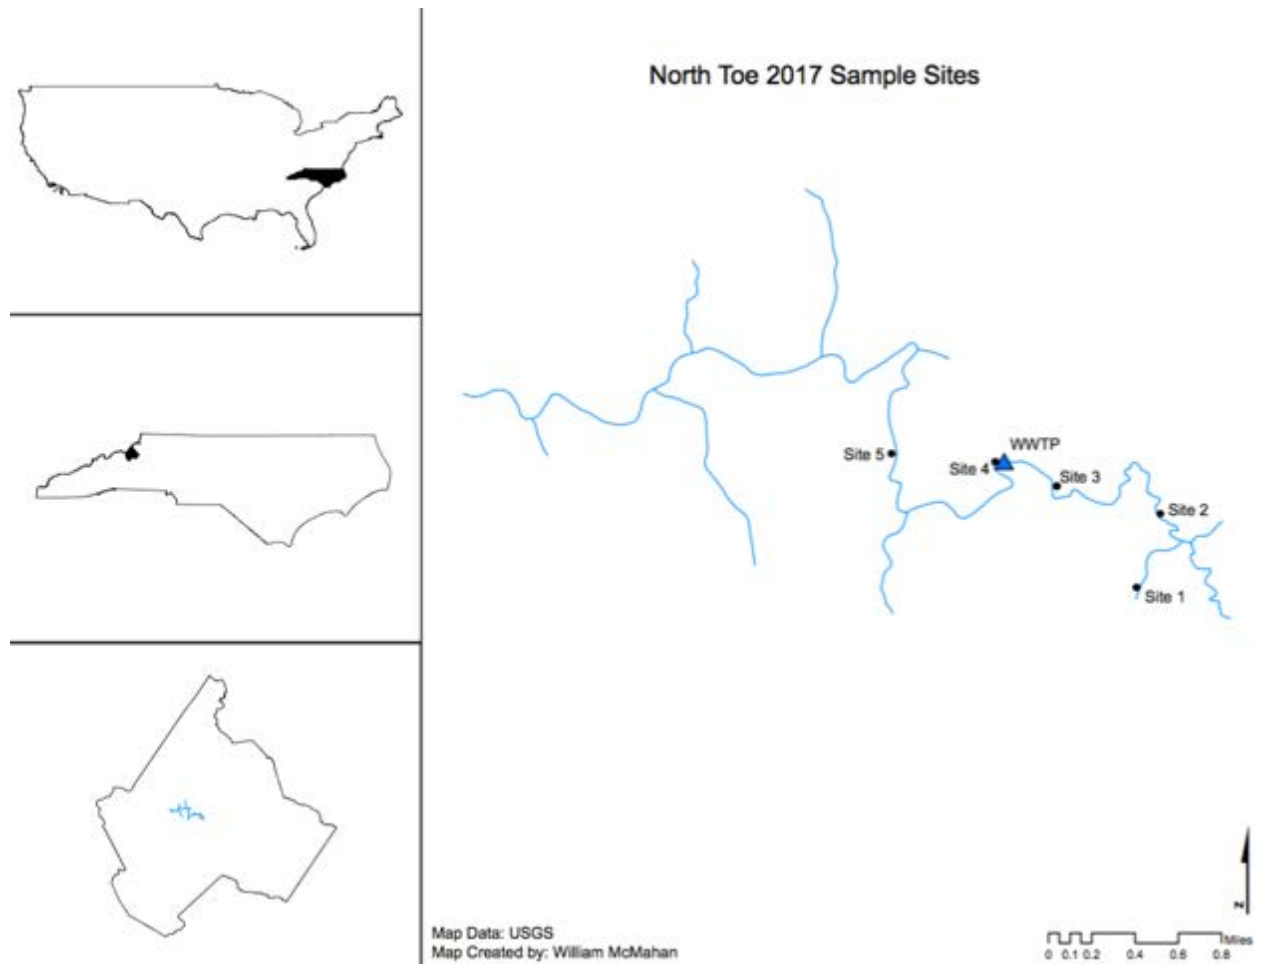 North Toe 2017 Sample Sites
WWTP
Site 5
Site 4
Site 3
Site 2
Site 1
N
Map Data: USGS
Map Created by: William McMahan
Miles
0 0.1 0.2 0.4 0.6 0.8